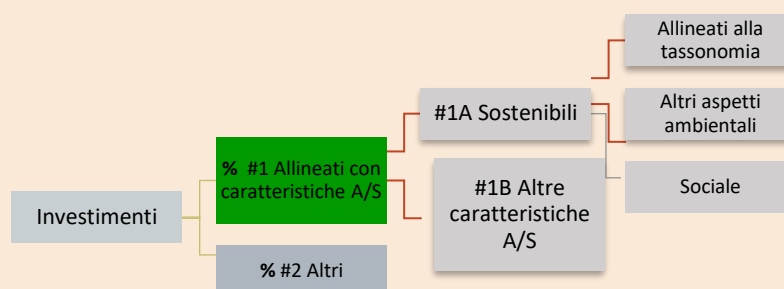 Investimenti
% #1 Allineati con
caratteristiche A/S
% #2 Altri
#1A Sostenibili
#1B Altre
caratteristiche
A/S
Allineati alla
tassonomia
Altri aspetti
ambientali
Sociale